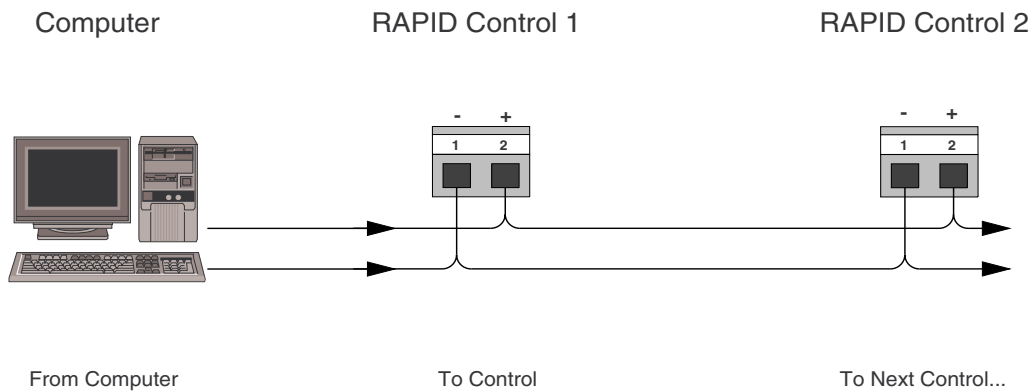 Computer
RAPID Control 1
RAPID Control 2
- +
1 2
- +
1 2
From Computer
To Control
To Next Control...